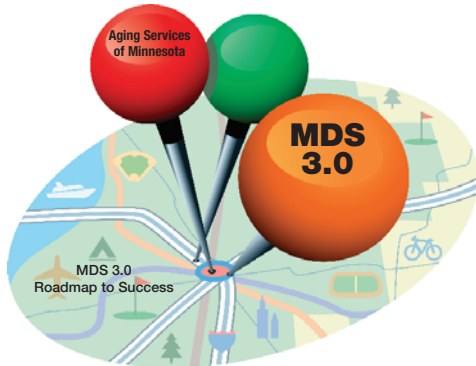 Aging Services
of Minnesota
MDS
3.0
MDS 3.0
Roadmap to Success